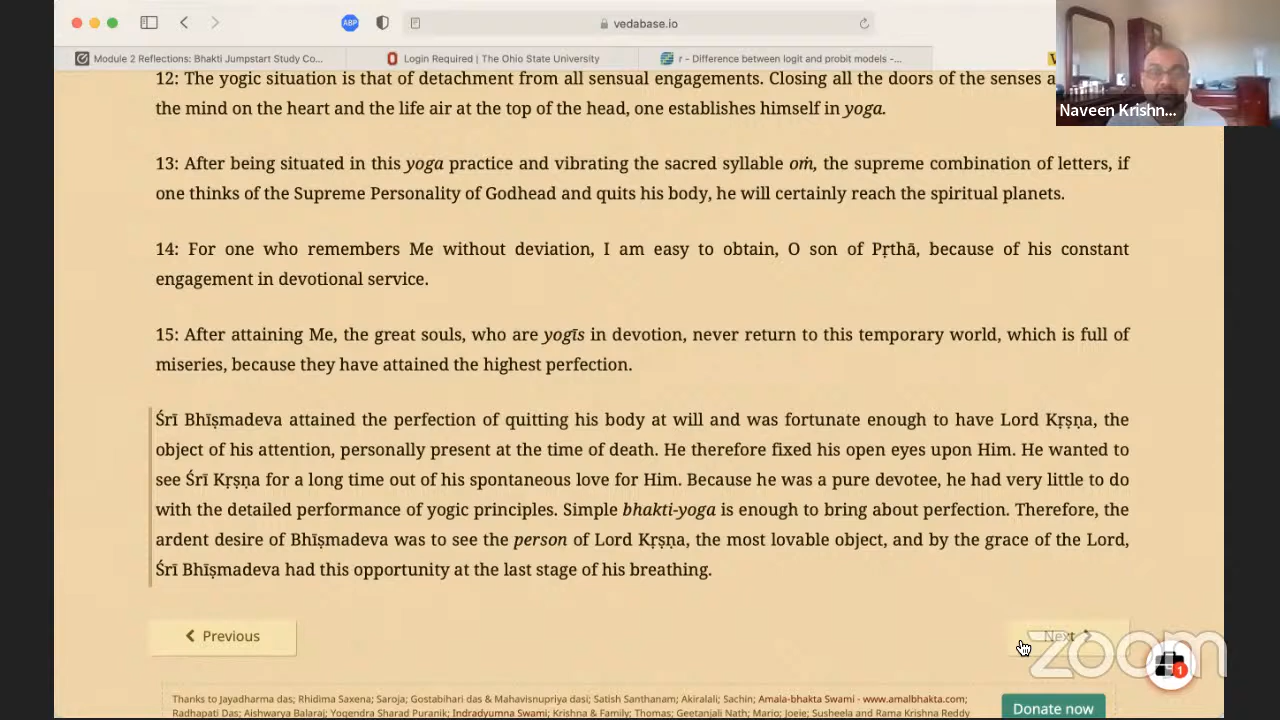 vedabase.io
ABP
Module 2 Reflections: Bhakti Jumpstart Study Co...
Login Required | The Ohio State University
r - Difference between logit and probit models -...
12: The yogic situation is that of detachment from all sensual engagements. Closing all the doors of the senses a
the mind on the heart and the life air at the top of the head, one establishes himself in yoga.
Naveen Krishn...
13: After being situated in this yoga practice and vibrating the sacred syllable oṁ, the supreme combination of letters, if
one thinks of the Supreme Personality of Godhead and quits his body, he will certainly reach the spiritual planets.
14: For one who remembers Me without deviation, I am easy to obtain, O son of Pṛthā, because of his constant
engagement in devotional service.
15: After attaining Me, the great souls, who are yogīs in devotion, never return to this temporary world, which is full of
miseries, because they have attained the highest perfection.
Śrī Bhīṣmadeva attained the perfection of quitting his body at will and was fortunate enough to have Lord Kṛṣṇa, the
object of his attention, personally present at the time of death. He therefore fixed his open eyes upon Him. He wanted to
see Śrī Kṛṣṇa for a long time out of his spontaneous love for Him. Because he was a pure devotee, he had very little to do
with the detailed performance of yogic principles. Simple bhakti-yoga is enough to bring about perfection. Therefore, the
ardent desire of Bhīṣmadeva was to see the person of Lord Kṛṣṇa, the most lovable object, and by the grace of the Lord,
Śrī Bhīṣmadeva had this opportunity at the last stage of his breathing.
Previous
Next
zoom
1
Thanks to Jayadharma das; Rhidima Saxena; Saroja; Gostabihari das & Mahavisnupriya dasi; Satish Santhanam; Akiralali; Sachin; Amala-bhakta Swami - www.amalbhakta.com;
Radhapati Das; Aishwarya Balaraj; Yogendra Sharad Puranik; Indradyumna Swami; Krishna & Family; Thomas; Geetanjali Nath; Mario; Joeie; Susheela and Rama Krishna Reddy
Donate now